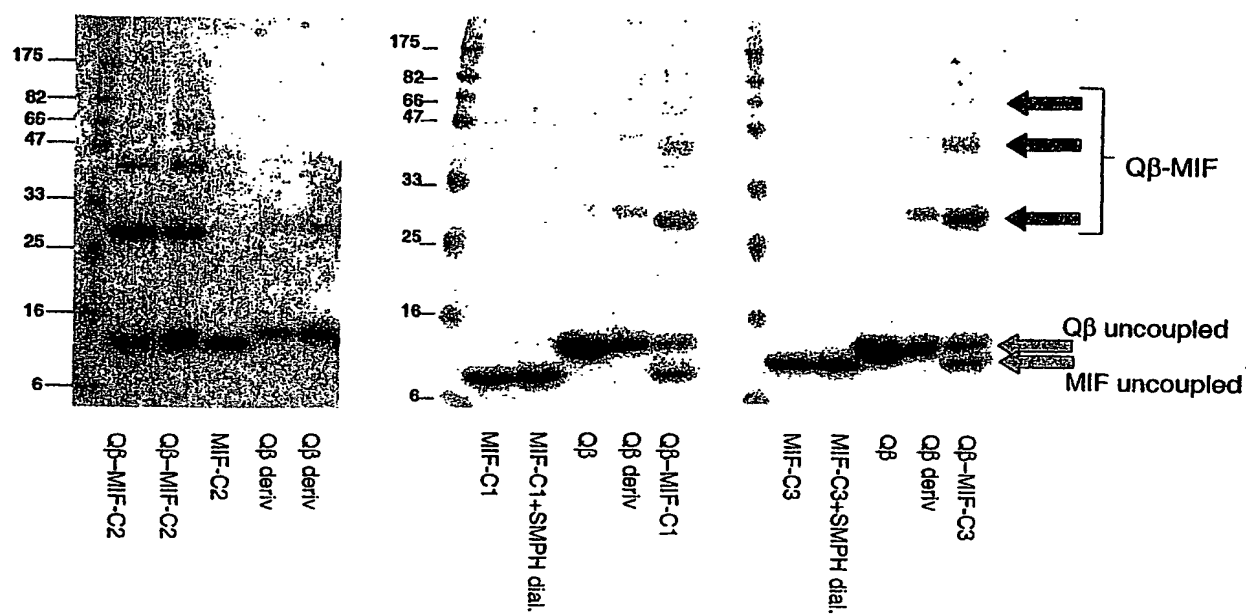 175
82
66
47
33
25
16
6
Qβ–MIF-C2
Qβ–MIF-C2
MIF-C2
Qβ deriv
Qβ deriv
175
82
66
47
33
25
16
6
MIF-C1
MIF-C1+SMPH dial.
Qβ
Qβ deriv
Qβ–MIF-C1
MIF-C3
MIF-C3+SMPH dial.
Qβ
Qβ deriv
Qβ–MIF-C3
Qβ-MIF
Qβ uncoupled
MIF uncoupled